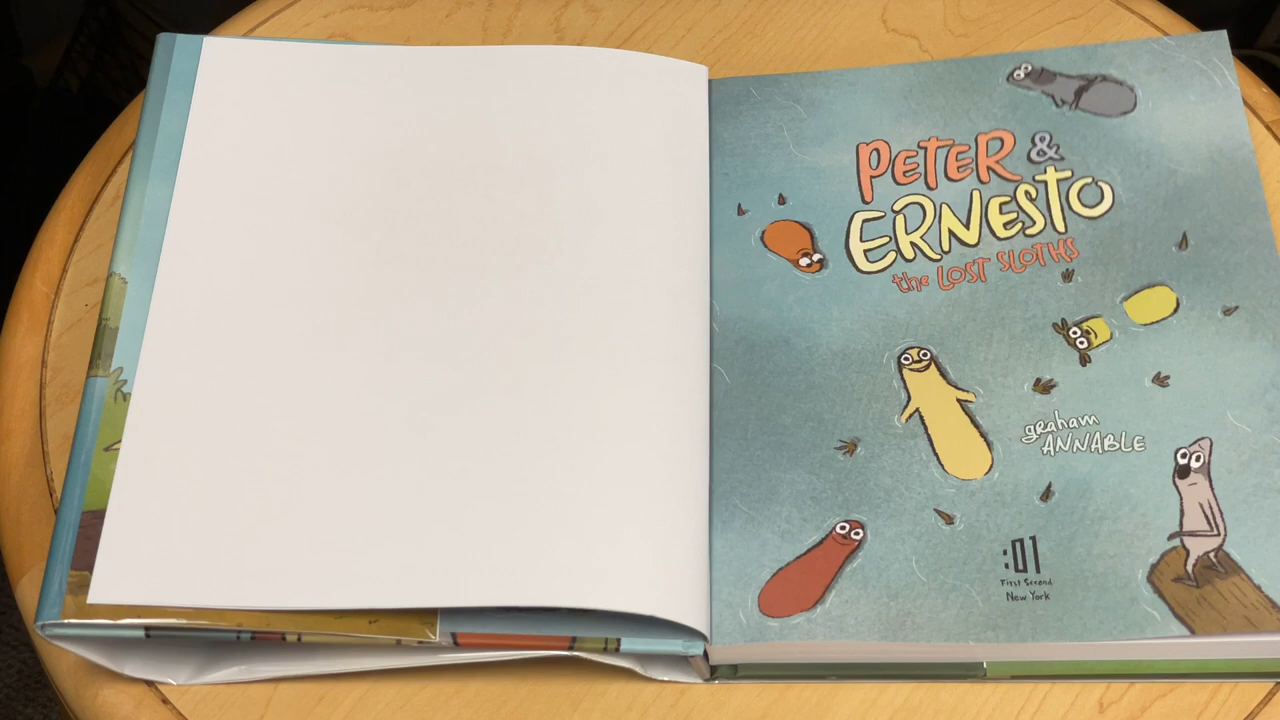 PETER &
ERNESTO
the LOST SLOTHS
graham
ANNABLE
:01
First Second
New York